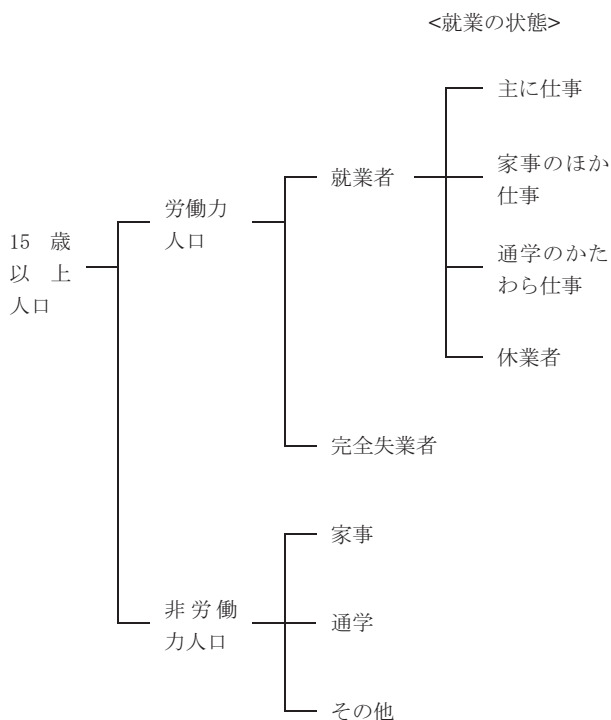 <就業の状態>
主に仕事
家事のほか
仕事
就業者
通学のかた
わら仕事
休業者
労働力
人口
完全失業者
15 歳
以 上
人口
家事
非労働
力人口
通学
その他